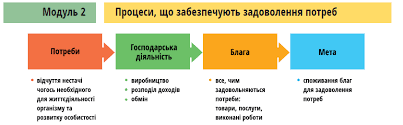 Модуль 2
Процеси, що забезпечують задоволення потреб
Потреби
Господарська
діяльність
Блага
Мета
• відчуття нестачі
чогось необхідного
для життєдіяльності
організму та
розвитку особистості
• виробництво
• розподіл доходів
• обмін
• все, чим
задовольняються
потреби:
товари, послуги,
виконані роботи
• споживання благ
для задоволення
потреб